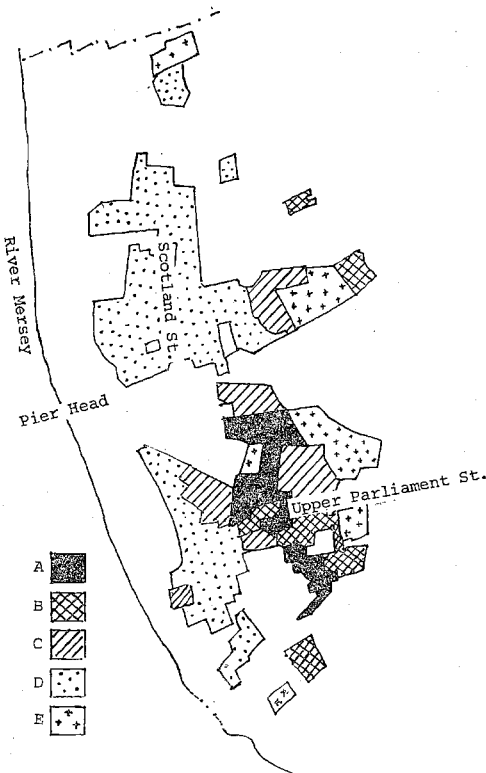 Scotland St.
River Mersey
Pier Head
Upper Parliament St.
A
B
C
D
E